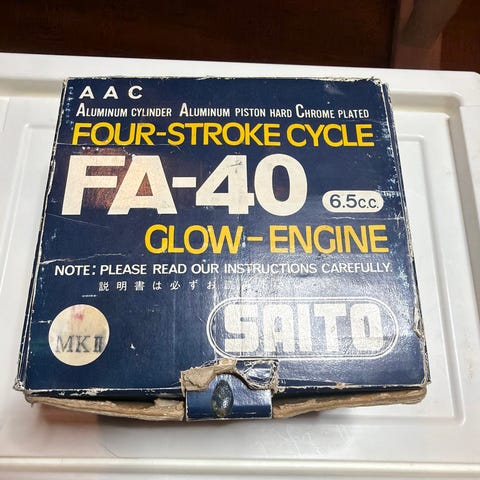 AAC
ALUMINUM CYLINDER ALUMINUM PISTON HARD CHROME PLATED
FOUR-STROKE CYCLE
FA-40
6.5c.c.
GLOW-ENGINE
NOTE: PLEASE READ OUR INSTRUCTIONS CAREFULLY.
説明書は必ずお
SAITO
MKII